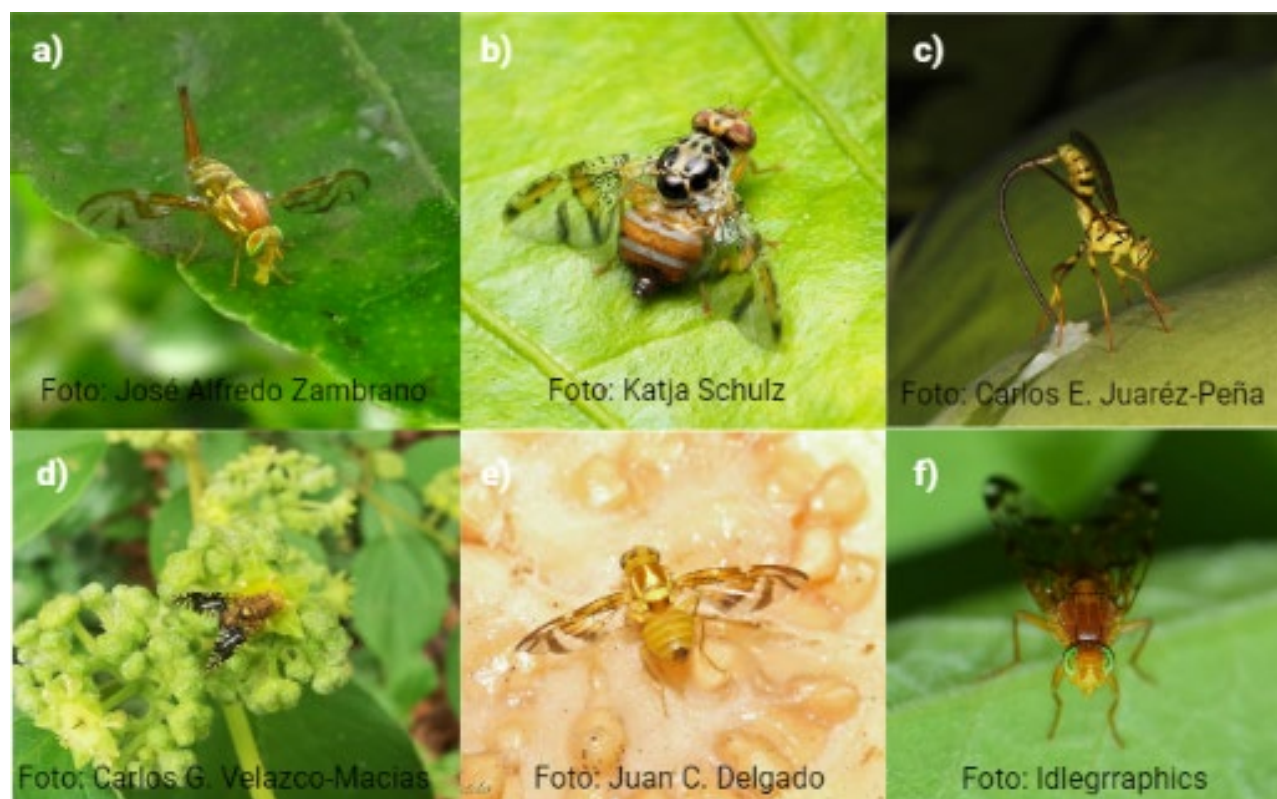 a)
b)
c)
Foto: José Alfredo Zambrano
Foto: Katja Schulz
Foto: Carlos E. Juaréz-Peña
d)
e)
f)
Foto: Carlos G. Velazco-Macias
Foto: Juan C. Delgado
Foto: Idlegrraphics